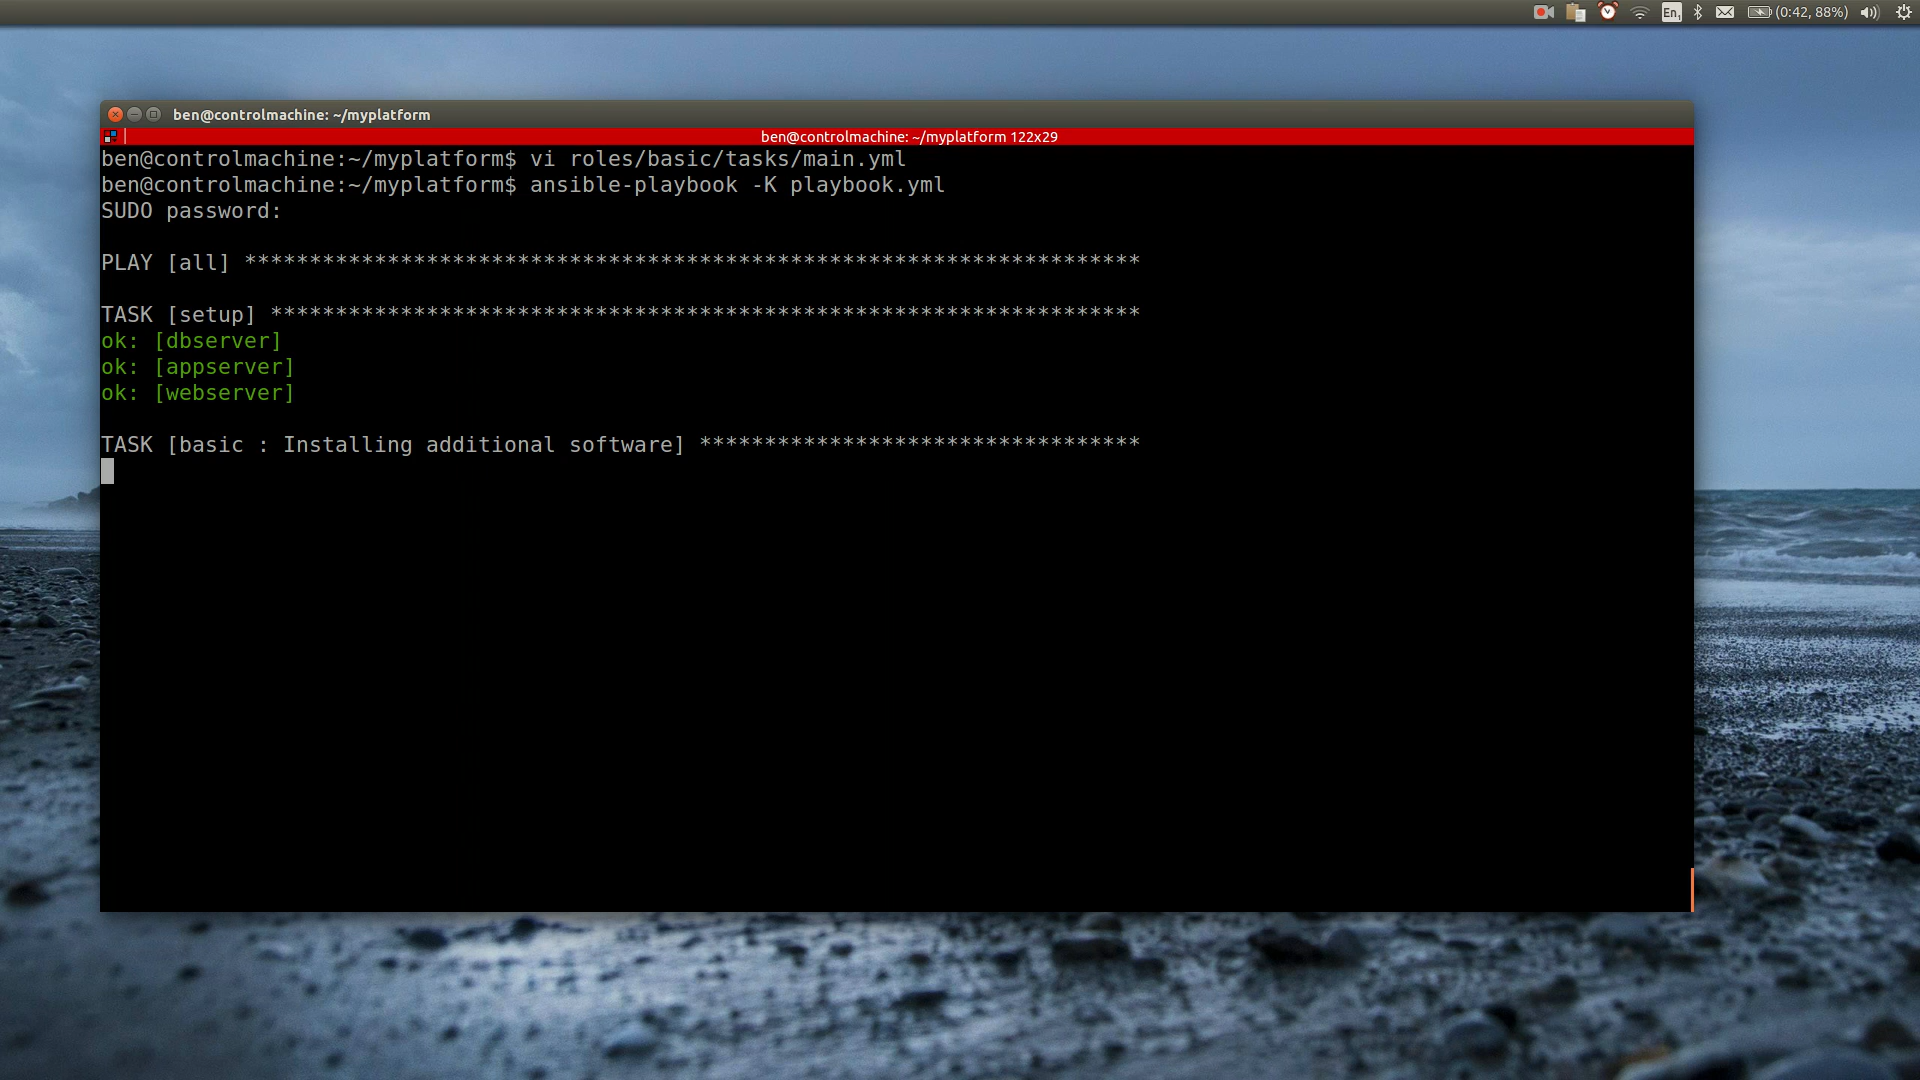 En1 (0:42, 88%)
ben@controlmachine: ~/myplatform
ben@controlmachine: ~/myplatform 122x29
ben@controlmachine:~/myplatform$ vi roles/basic/tasks/main.yml
ben@controlmachine:~/myplatform$ ansible-playbook -K playbook.yml
SUDO password:
PLAY [all] *********************************************************************
TASK [setup] *******************************************************************
ok: [dbserver]
ok: [appserver]
ok: [webserver]
TASK [basic : Installing additional software] **********************************